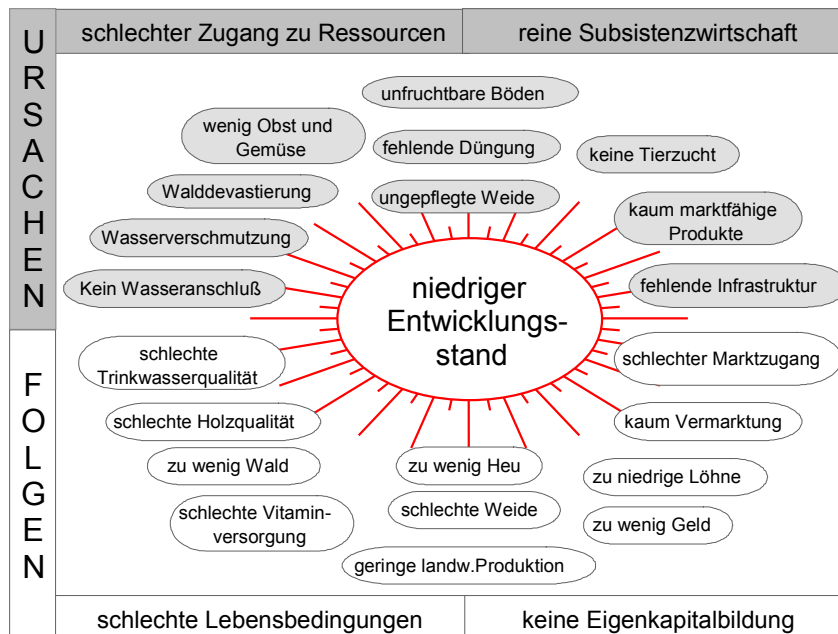 URSACHEN
schlechter Zugang zu Ressourcen
reine Subsistenzwirtschaft
unfruchtbare Böden
wenig Obst und
Gemüse
fehlende Düngung
keine Tierzucht
Walddevastierung
ungepflegte Weide
kaum marktfähige
Produkte
Wasserverschmutzung
Kein Wasseranschluß
niedriger
Entwicklungs-
stand
fehlende Infrastruktur
FOLGEN
schlechte
Trinkwasserqualität
schlechter Marktzugang
schlechte Holzqualität
kaum Vermarktung
zu wenig Wald
zu wenig Heu
zu niedrige Löhne
schlechte Vitamin-
versorgung
schlechte Weide
zu wenig Geld
geringe landw.Produktion
schlechte Lebensbedingungen
keine Eigenkapitalbildung